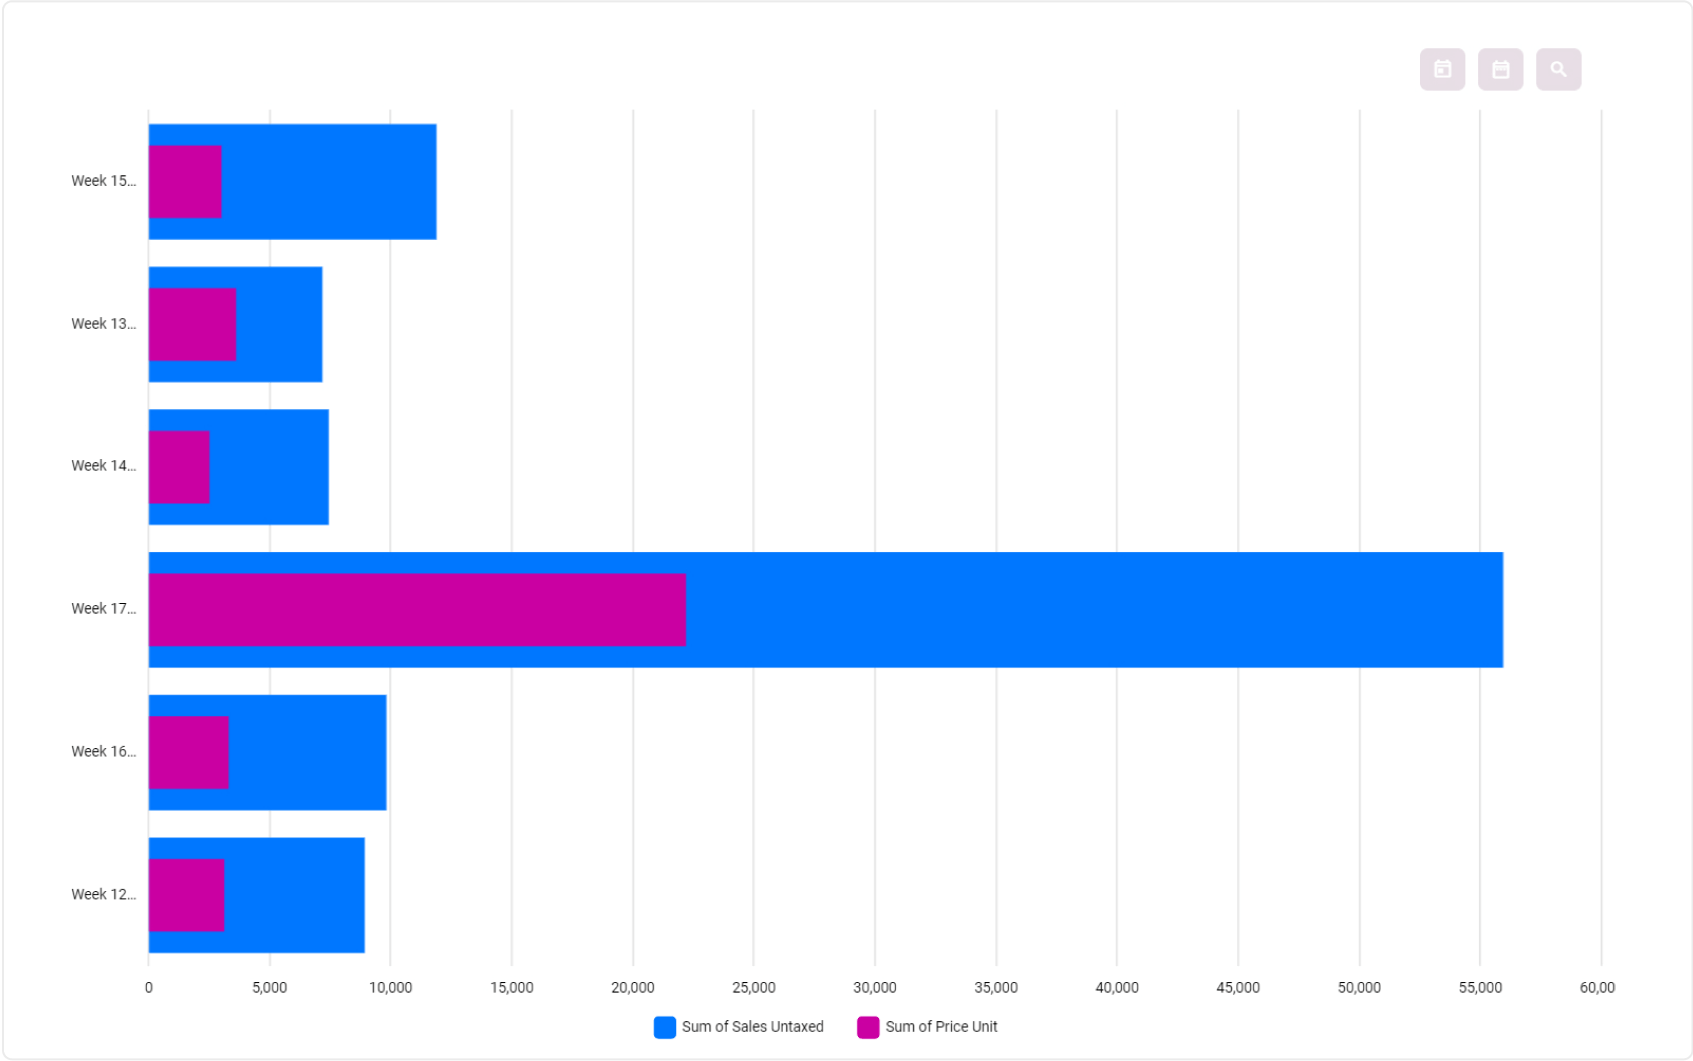 Week 15...
Week 13...
Week 14...
Week 17...
Week 16...
Week 12...
0 5,000 10,000 15,000 20,000 25,000 30,000 35,000 40,000 45,000 50,000 55,000 60,00
Sum of Sales Untaxed Sum of Price Unit